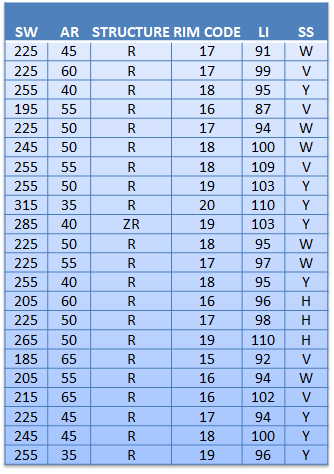 SW AR STRUCTURE RIM CODE LI SS
225 45 R 17 91 W
225 60 R 17 99 V
255 40 R 18 95 Y
195 55 R 16 87 V
225 50 R 17 94 W
245 50 R 18 100 W
255 55 R 18 109 V
255 50 R 19 103 Y
315 35 R 20 110 Y
285 40 ZR 19 103 Y
225 50 R 18 95 W
225 55 R 17 97 W
255 40 R 18 95 Y
205 60 R 16 96 H
225 50 R 17 98 H
265 50 R 19 110 H
185 65 R 15 92 V
205 55 R 16 94 W
215 65 R 16 102 V
225 45 R 17 94 Y
245 45 R 18 100 Y
255 35 R 19 96 Y